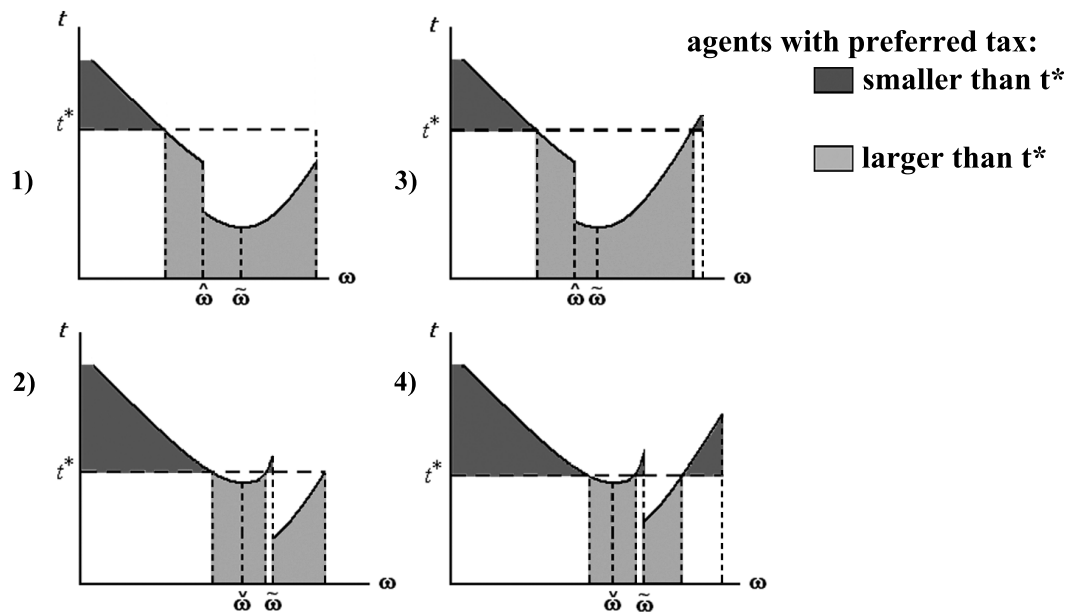 1)
t
t*
ω̂
ω̃
ω
3)
t
t*
ω̂
ω̃
ω
agents with preferred tax:
smaller than t*
larger than t*
2)
t
t*
ω̌
ω̃
ω
4)
t
t*
ω̌
ω̃
ω